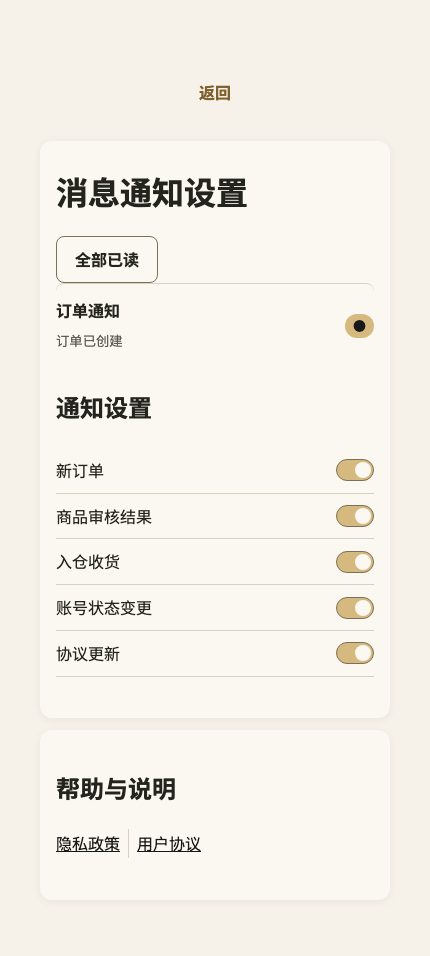 返回
消息通知设置
全部已读
订单通知
订单已创建
通知设置
新订单
商品审核结果
入仓收货
账号状态变更
协议更新
帮助与说明
隐私政策 用户协议